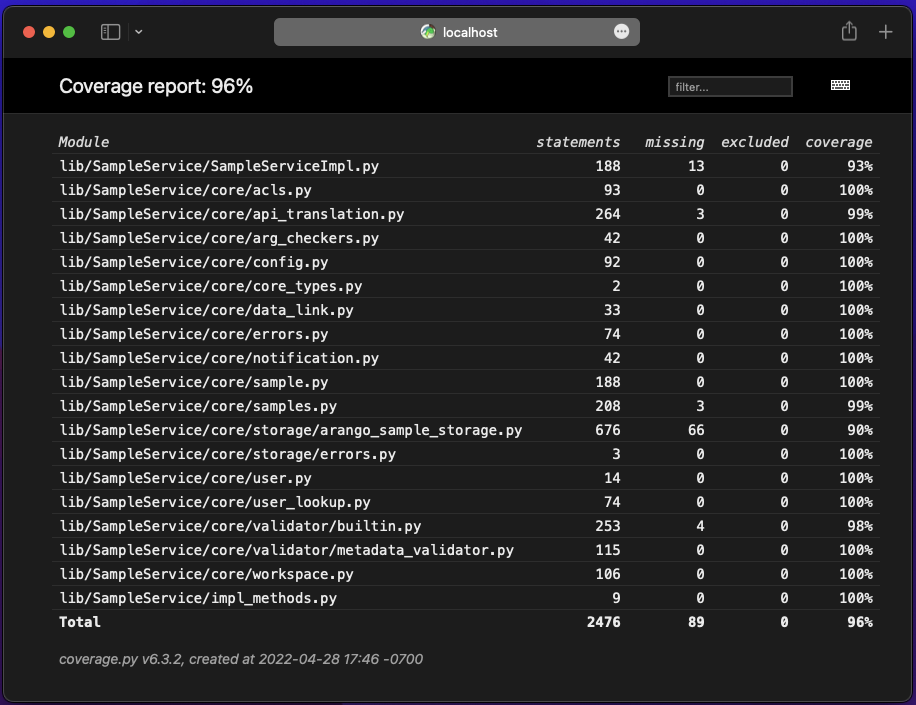 localhost
Coverage report: 96%
filter...
Module statements missing excluded coverage
lib/SampleService/SampleServiceImpl.py 188 13 0 93%
lib/SampleService/core/acls.py 93 0 0 100%
lib/SampleService/core/api_translation.py 264 3 0 99%
lib/SampleService/core/arg_checkers.py 42 0 0 100%
lib/SampleService/core/config.py 92 0 0 100%
lib/SampleService/core/core_types.py 2 0 0 100%
lib/SampleService/core/data_link.py 33 0 0 100%
lib/SampleService/core/errors.py 74 0 0 100%
lib/SampleService/core/notification.py 42 0 0 100%
lib/SampleService/core/sample.py 188 0 0 100%
lib/SampleService/core/samples.py 208 3 0 99%
lib/SampleService/core/storage/arango_sample_storage.py 676 66 0 90%
lib/SampleService/core/storage/errors.py 3 0 0 100%
lib/SampleService/core/user.py 14 0 0 100%
lib/SampleService/core/user_lookup.py 74 0 0 100%
lib/SampleService/core/validator/builtin.py 253 4 0 98%
lib/SampleService/core/validator/metadata_validator.py 115 0 0 100%
lib/SampleService/core/workspace.py 106 0 0 100%
lib/SampleService/impl_methods.py 9 0 0 100%
Total 2476 89 0 96%
coverage.py v6.3.2, created at 2022-04-28 17:46 -0700